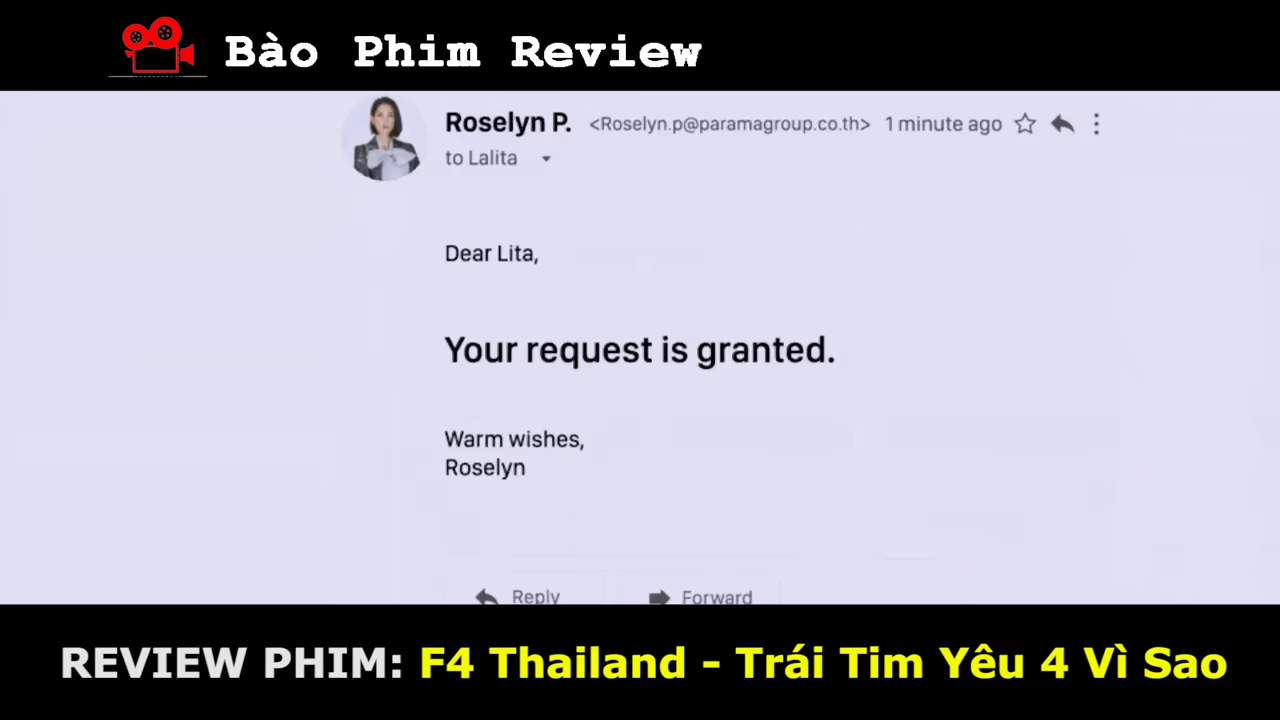 Bào Phim Review
Roselyn P. <Roselyn.p@paramagroup.co.th> 1 minute ago
to Lalita
Dear Lita,
Your request is granted.
Warm wishes,
Roselyn
Reply Forward
REVIEW PHIM: F4 Thailand - Trái Tim Yêu 4 Vì Sao